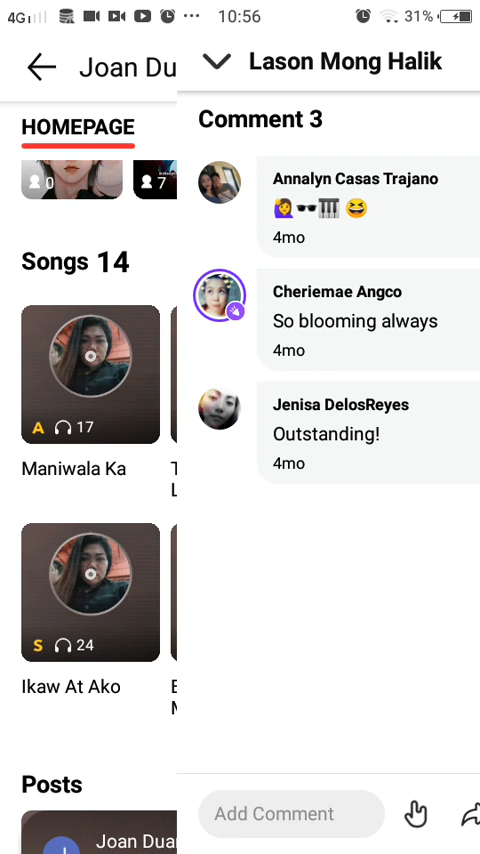 4G
10:56
31%
Joan Du
HOMEPAGE
0
7
Songs 14
A 17
Maniwala Ka
S 24
Ikaw At Ako
Posts
Joan Dua
Lason Mong Halik
Comment 3
Annalyn Casas Trajano
🙋‍♀️🕶️🎹 😆
4mo
Cheriemae Angco
So blooming always
4mo
Jenisa DelosReyes
Outstanding!
4mo
Add Comment